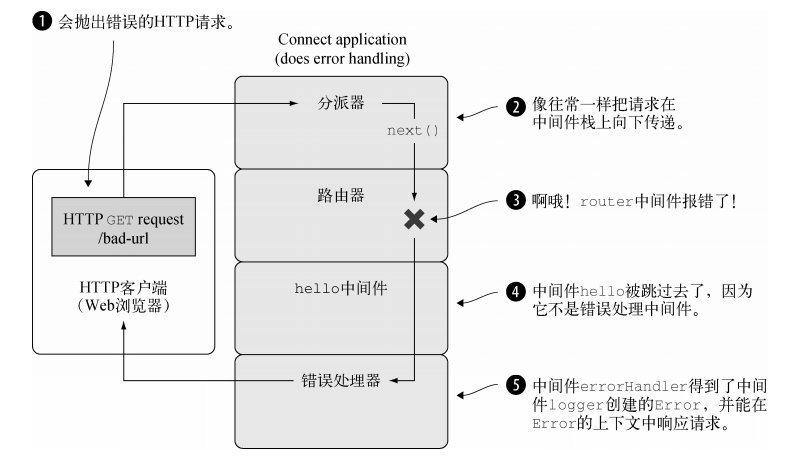 ❶ 会抛出错误的HTTP请求。
Connect application
(does error handling)
分派器
next()
❷ 像往常一样把请求在
中间件栈上向下传递。
路由器
❸ 啊哦！router中间件报错了！
HTTP GET request
/bad-url
HTTP客户端
（Web浏览器）
hello中间件
❹ 中间件hello被跳过去了，因为
它不是错误处理中间件。
错误处理器
❺ 中间件errorHandler得到了中间
件logger创建的Error，并能在
Error的上下文中响应请求。